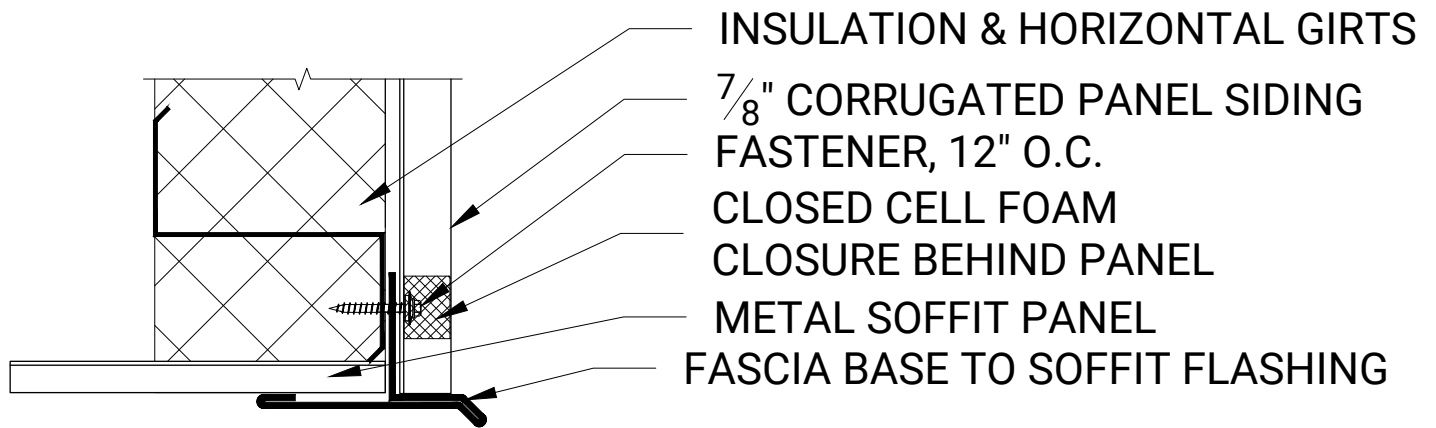 INSULATION & HORIZONTAL GIRTS
7/8" CORRUGATED PANEL SIDING
FASTENER, 12" O.C.
CLOSED CELL FOAM
CLOSURE BEHIND PANEL
METAL SOFFIT PANEL
FASCIA BASE TO SOFFIT FLASHING